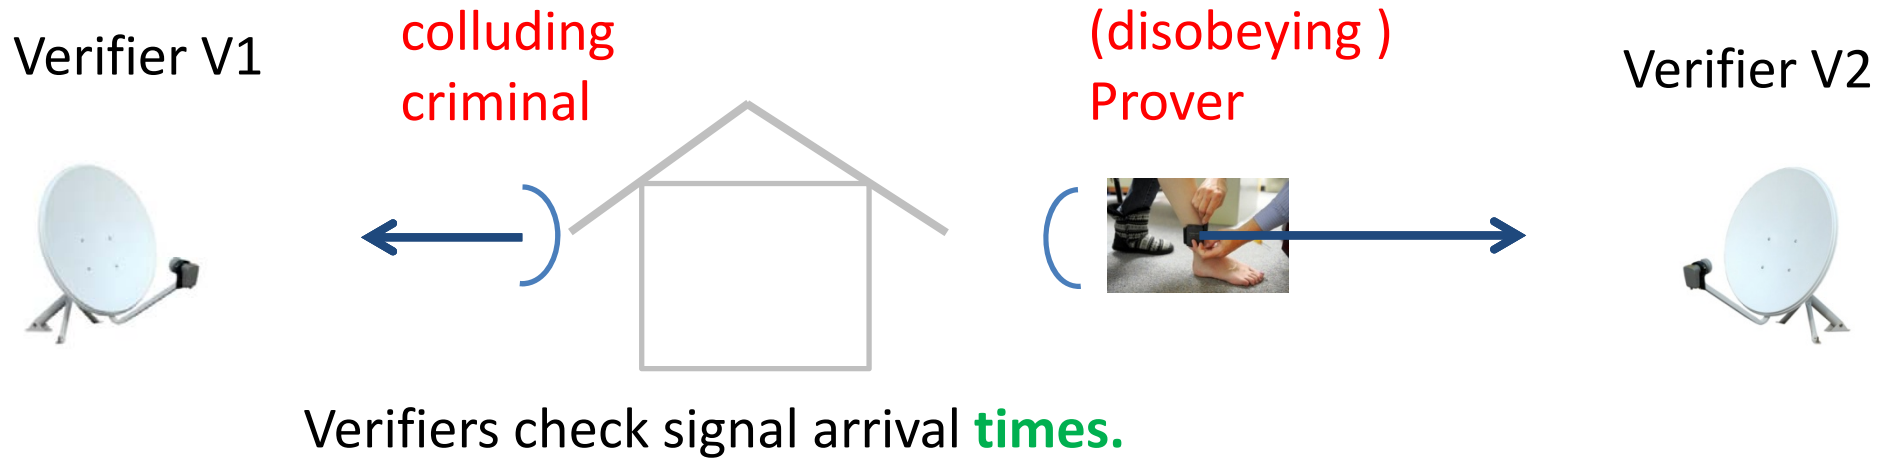 Verifier V1
colluding
criminal
(disobeying )
Prover
Verifier V2
Verifiers check signal arrival times.